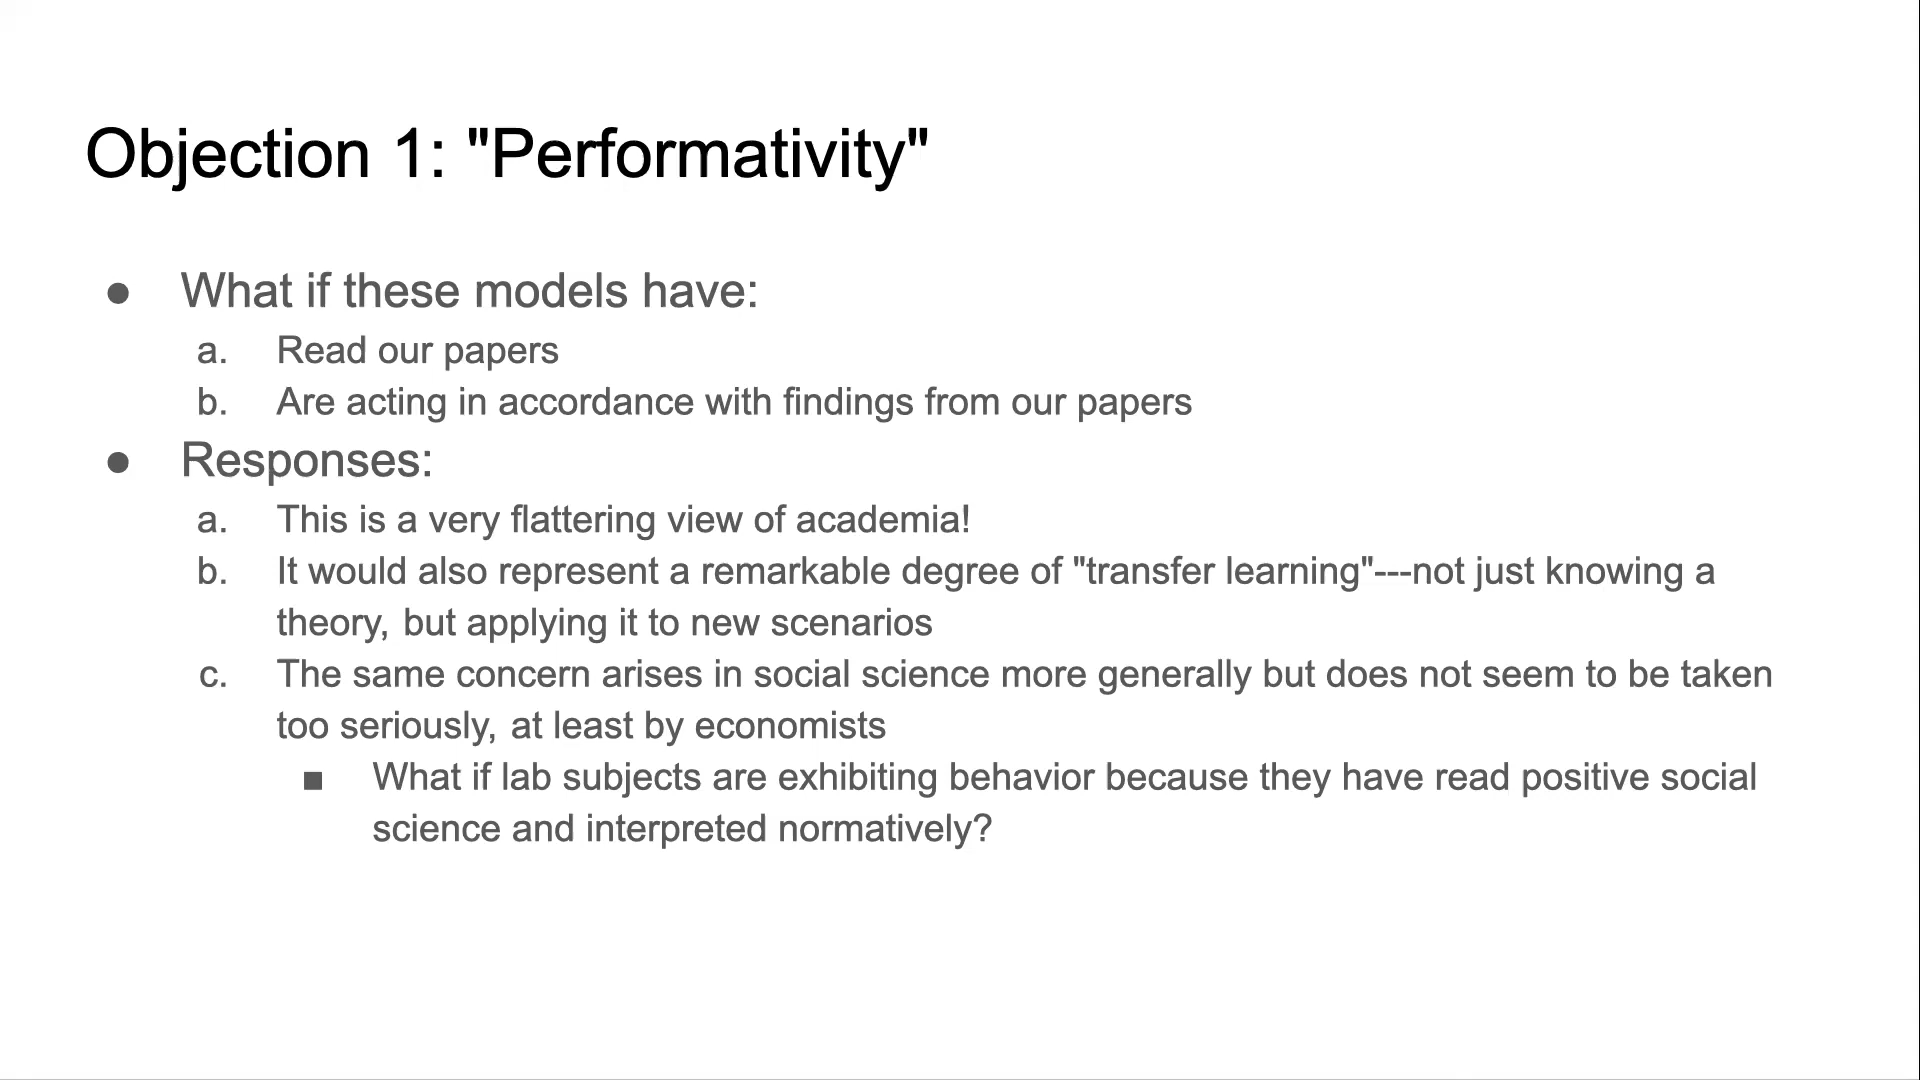 Objection 1: "Performativity"
● What if these models have:
a. Read our papers
b. Are acting in accordance with findings from our papers
● Responses:
a. This is a very flattering view of academia!
b. It would also represent a remarkable degree of "transfer learning"---not just knowing a
theory, but applying it to new scenarios
c. The same concern arises in social science more generally but does not seem to be taken
too seriously, at least by economists
■ What if lab subjects are exhibiting behavior because they have read positive social
science and interpreted normatively?